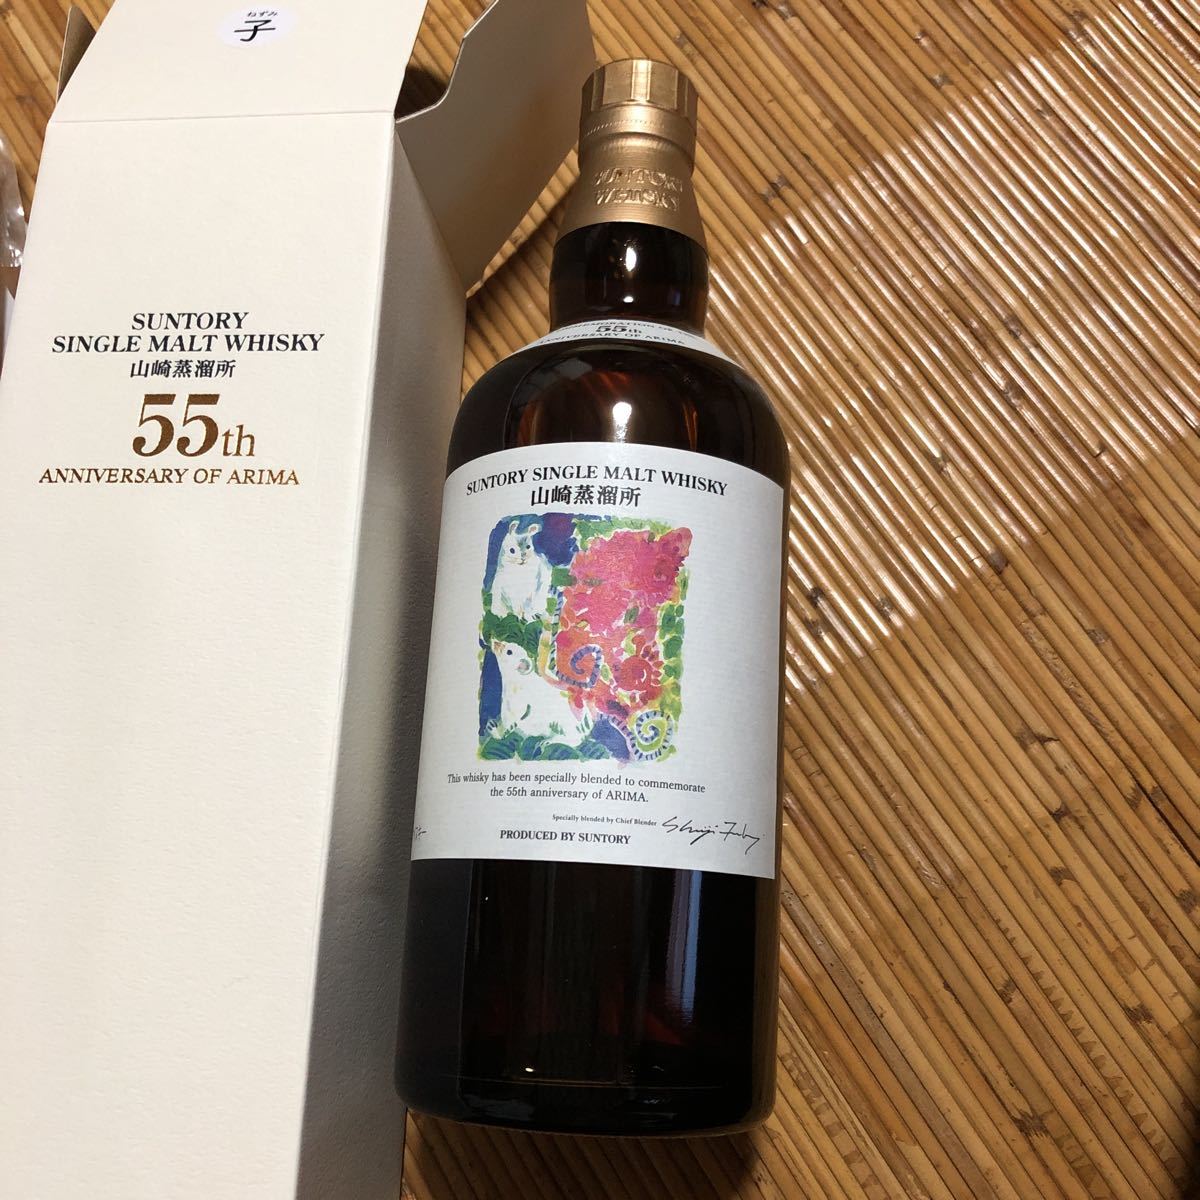 ねずみ
子
SUNTORY
SINGLE MALT WHISKY
山崎蒸溜所
55th
ANNIVERSARY OF ARIMA
SUNTORY
WHISKY
55th
ANNIVERSARY OF ARIMA
SUNTORY SINGLE MALT WHISKY
山崎蒸溜所
This whisky has been specially blended to commemorate
the 55th anniversary of ARIMA.
Specially blended by Chief Blender
PRODUCED BY SUNTORY